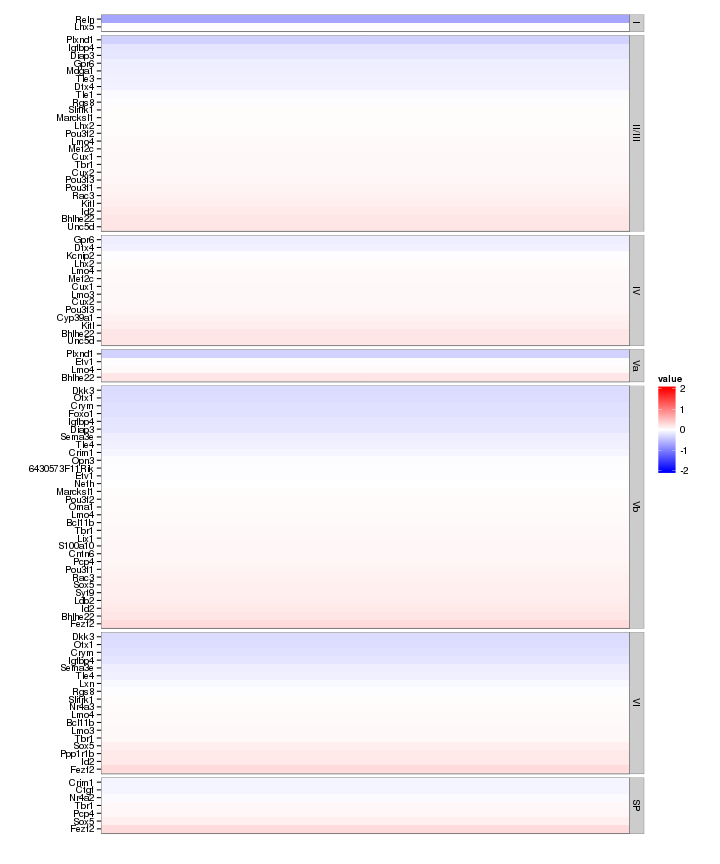 Reln
Lhx5
I
Plxnd1
Igfbp4
Diap3
Gpr6
Mdga1
Tle3
Dtx4
Tle1
Rgs8
Slitrk1
Marcksl1
Lhx2
Pou3f2
Lmo4
Mef2c
Cux1
Tbr1
Cux2
Pou3f3
Pou3f1
Rac3
Kitl
Id2
Bhlhe22
Unc5d
II/III
Gpr6
Dtx4
Kcnip2
Lhx2
Lmo4
Mef2c
Cux1
Lmo3
Cux2
Pou3f3
Cyp39a1
Kitl
Bhlhe22
Unc5d
IV
Plxnd1
Etv1
Lmo4
Bhlhe22
Va
Dkk3
Otx1
Crym
Foxo1
Igfbp4
Diap3
Sema3e
Tle4
Crim1
Opn3
6430573F11Rik
Etv1
Nefh
Marcksl1
Pou3f2
Oma1
Lmo4
Bcl11b
Tbr1
Lix1
S100a10
Cntn6
Pcp4
Pou3f1
Rac3
Sox5
Syt9
Ldb2
Id2
Bhlhe22
Fezf2
Vb
Dkk3
Otx1
Crym
Igfbp4
Sema3e
Tle4
Lxn
Rgs8
Slitrk1
Nr4a3
Lmo4
Bcl11b
Lmo3
Tbr1
Sox5
Ppp1r1b
Id2
Fezf2
VI
Crim1
Ctgf
Nr4a2
Tbr1
Pcp4
Sox5
Fezf2
SP
value
2
1
0
-1
-2